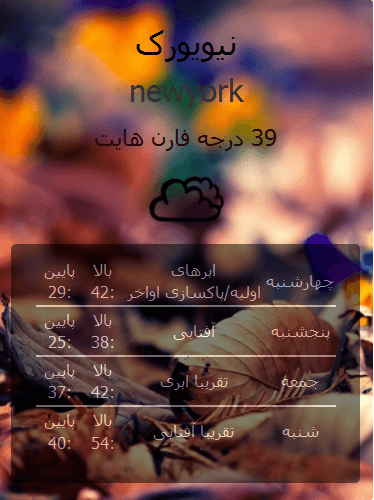 نیویورک
newyork
39 درجه فارن هایت
چهارشنبه ابرهای بالا پایین
اولیه/پاکسازی اواخر 42: 29:
پنجشنبه آفتابی بالا پایین
38: 25:
جمعه تقریبا ابری بالا پایین
42: 37:
شنبه تقریبا آفتابی بالا پایین
54: 40: